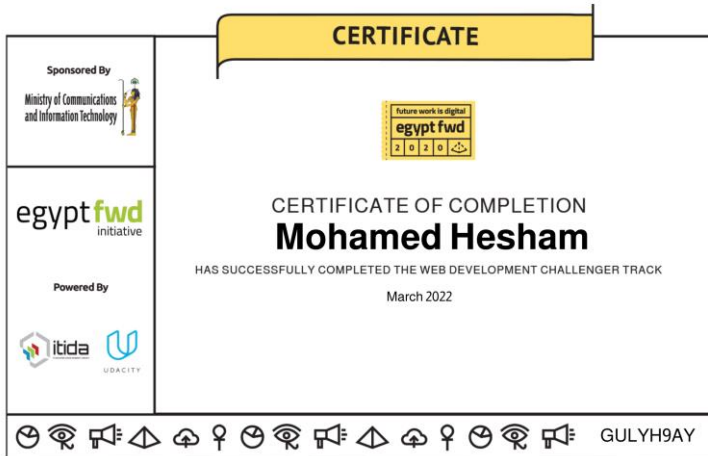 CERTIFICATE
Sponsored By
Ministry of Communications
and Information Technology
egypt fwd
initiative
Powered By
itida
UDACITY
future work is digital
egypt fwd
2 0 2 0
CERTIFICATE OF COMPLETION
Mohamed Hesham
HAS SUCCESSFULLY COMPLETED THE WEB DEVELOPMENT CHALLENGER TRACK
March 2022
GULYH9AY